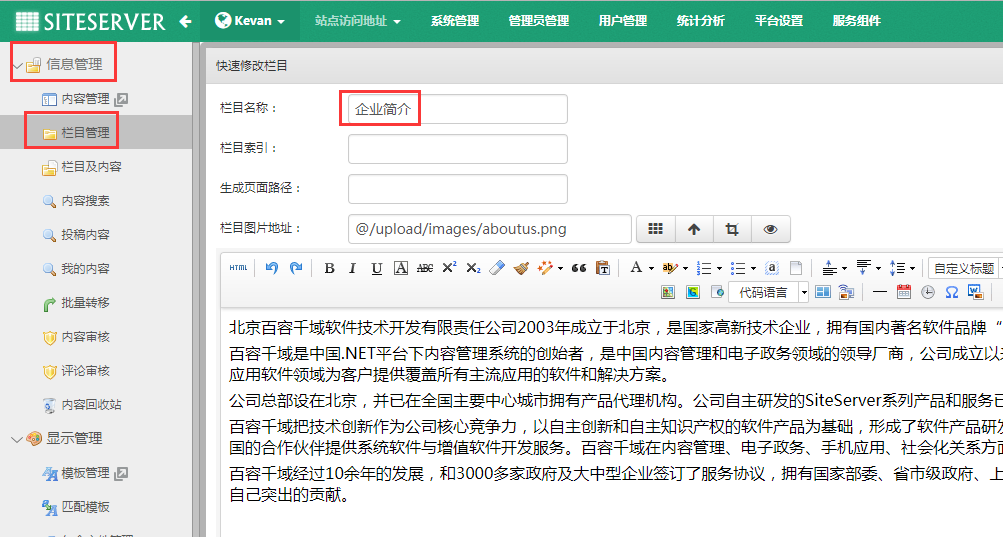 SITESERVER Kevan 站点访问地址 系统管理 管理员管理 用户管理 统计分析 平台设置 服务组件
信息管理
内容管理
栏目管理
栏目及内容
内容搜索
投稿内容
我的内容
批量转移
内容审核
评论审核
内容回收站
显示管理
模板管理
匹配模板
快速修改栏目
栏目名称： 企业简介
栏目索引：
生成页面路径：
栏目图片地址： @/upload/images/aboutus.png
HTML B I U A ABC X² X₂ A ab a 自定义标题
代码语言
北京百容千域软件技术开发有限责任公司2003年成立于北京，是国家高新技术企业，拥有国内著名软件品牌“
百容千域是中国.NET平台下内容管理系统的创始者，是中国内容管理和电子政务领域的领导厂商，公司成立以来
应用软件领域为客户提供覆盖所有主流应用的软件和解决方案。
公司总部设在北京，并已在全国主要中心城市拥有产品代理机构。公司自主研发的SiteServer系列产品和服务已
百容千域把技术创新作为公司核心竞争力，以自主创新和自主知识产权的软件产品为基础，形成了软件产品研发
国的合作伙伴提供系统软件与增值软件开发服务。百容千域在内容管理、电子政务、手机应用、社会化关系方面
百容千域经过10余年的发展，和3000多家政府及大中型企业签订了服务协议，拥有国家部委、省市级政府、上
自己突出的贡献。